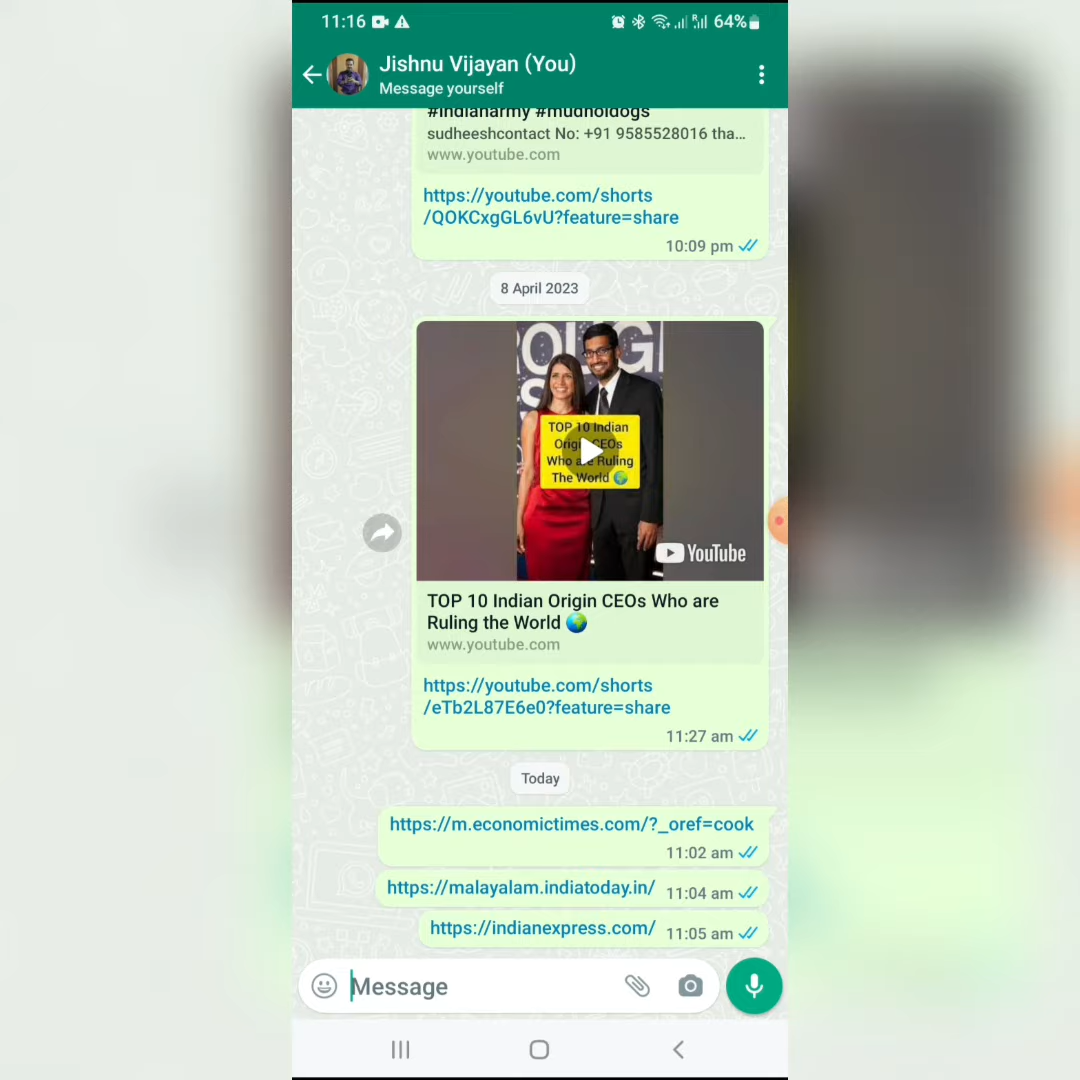 11:16
64%
Jishnu Vijayan (You)
Message yourself
#indianarmy #mudholdogs
sudheeshcontact No: +91 9585528016 tha...
www.youtube.com
https://youtube.com/shorts
/QOKCxgGL6vU?feature=share
10:09 pm
8 April 2023
TOP 10 Indian
Origin CEOs
Who are Ruling
The World 🌍
YouTube
TOP 10 Indian Origin CEOs Who are
Ruling the World 🌍
www.youtube.com
https://youtube.com/shorts
/eTb2L87E6e0?feature=share
11:27 am
Today
https://m.economictimes.com/?_oref=cook
11:02 am
https://malayalam.indiatoday.in/ 11:04 am
https://indianexpress.com/ 11:05 am
Message